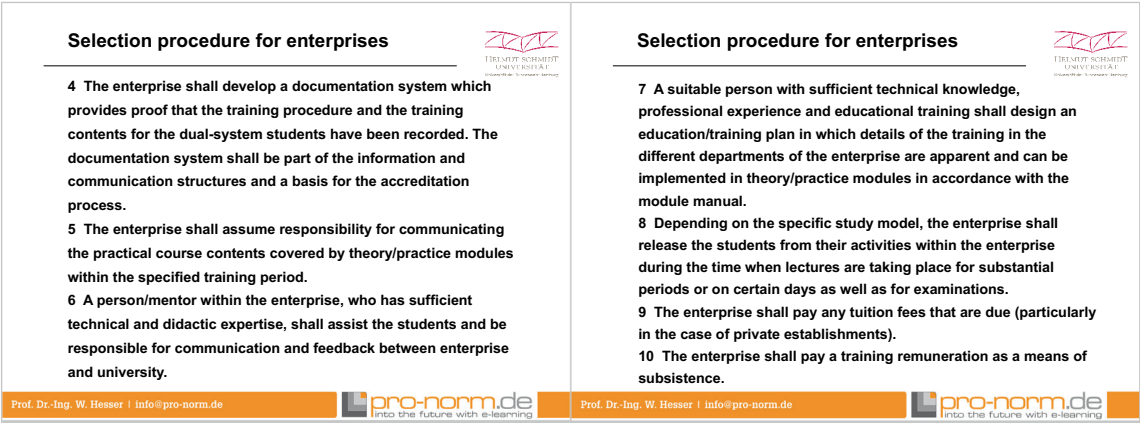 Selection procedure for enterprises
HELMUT SCHMIDT
UNIVERSITÄT
4 The enterprise shall develop a documentation system which
provides proof that the training procedure and the training
contents for the dual-system students have been recorded. The
documentation system shall be part of the information and
communication structures and a basis for the accreditation
process.
5 The enterprise shall assume responsibility for communicating
the practical course contents covered by theory/practice modules
within the specified training period.
6 A person/mentor within the enterprise, who has sufficient
technical and didactic expertise, shall assist the students and be
responsible for communication and feedback between enterprise
and university.
Prof. Dr.-Ing. W. Hesser | info@pro-norm.de
pro-norm.de
into the future with e-learning
Selection procedure for enterprises
HELMUT SCHMIDT
UNIVERSITÄT
7 A suitable person with sufficient technical knowledge,
professional experience and educational training shall design an
education/training plan in which details of the training in the
different departments of the enterprise are apparent and can be
implemented in theory/practice modules in accordance with the
module manual.
8 Depending on the specific study model, the enterprise shall
release the students from their activities within the enterprise
during the time when lectures are taking place for substantial
periods or on certain days as well as for examinations.
9 The enterprise shall pay any tuition fees that are due (particularly
in the case of private establishments).
10 The enterprise shall pay a training remuneration as a means of
subsistence.
Prof. Dr.-Ing. W. Hesser | info@pro-norm.de
pro-norm.de
into the future with e-learning